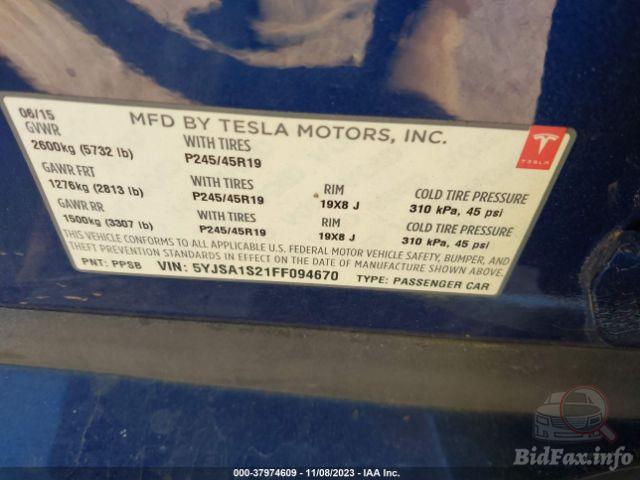 06/15 MFD BY TESLA MOTORS, INC.
GVWR WITH TIRES
2600kg (5732 lb) P245/45R19
GAWR FRT WITH TIRES RIM COLD TIRE PRESSURE
1276kg (2813 lb) P245/45R19 19X8 J 310 kPa, 45 psi
GAWR RR WITH TIRES RIM COLD TIRE PRESSURE
1500kg (3307 lb) P245/45R19 19X8 J 310 kPa, 45 psi
THIS VEHICLE CONFORMS TO ALL APPLICABLE U.S. FEDERAL MOTOR VEHICLE SAFETY, BUMPER, AND
THEFT PREVENTION STANDARDS IN EFFECT ON THE DATE OF MANUFACTURE SHOWN ABOVE.
PNT: PPSB VIN: 5YJSA1S21FF094670 TYPE: PASSENGER CAR
TESLA
BidFax.info
000-37974609 - 11/08/2023 - IAA Inc.